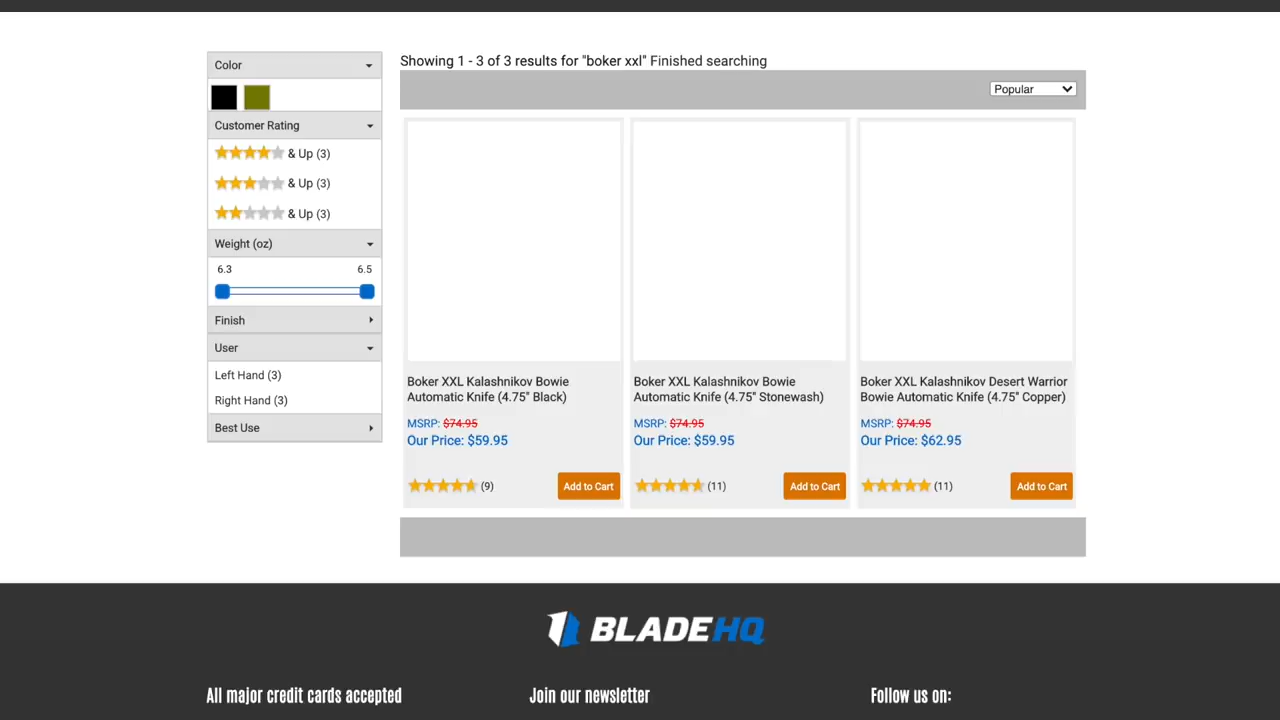 Color
Customer Rating
& Up (3)
& Up (3)
& Up (3)
Weight (oz)
6.3 6.5
Finish
User
Left Hand (3)
Right Hand (3)
Best Use
Showing 1 - 3 of 3 results for "boker xxl" Finished searching
Popular
Boker XXL Kalashnikov Bowie
Automatic Knife (4.75" Black)
MSRP: $74.95
Our Price: $59.95
(9) Add to Cart
Boker XXL Kalashnikov Bowie
Automatic Knife (4.75" Stonewash)
MSRP: $74.95
Our Price: $59.95
(11) Add to Cart
Boker XXL Kalashnikov Desert Warrior
Bowie Automatic Knife (4.75" Copper)
MSRP: $74.95
Our Price: $62.95
(11) Add to Cart
BLADEHQ
All major credit cards accepted
Join our newsletter
Follow us on: